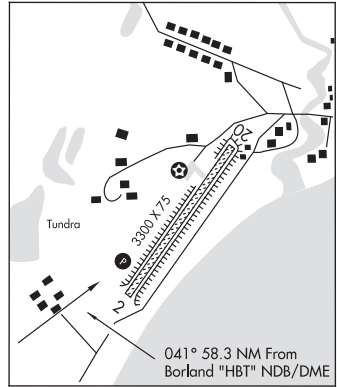 20
3300 X 75
Tundra
P
2
041° 58.3 NM From
Borland "HBT" NDB/DME